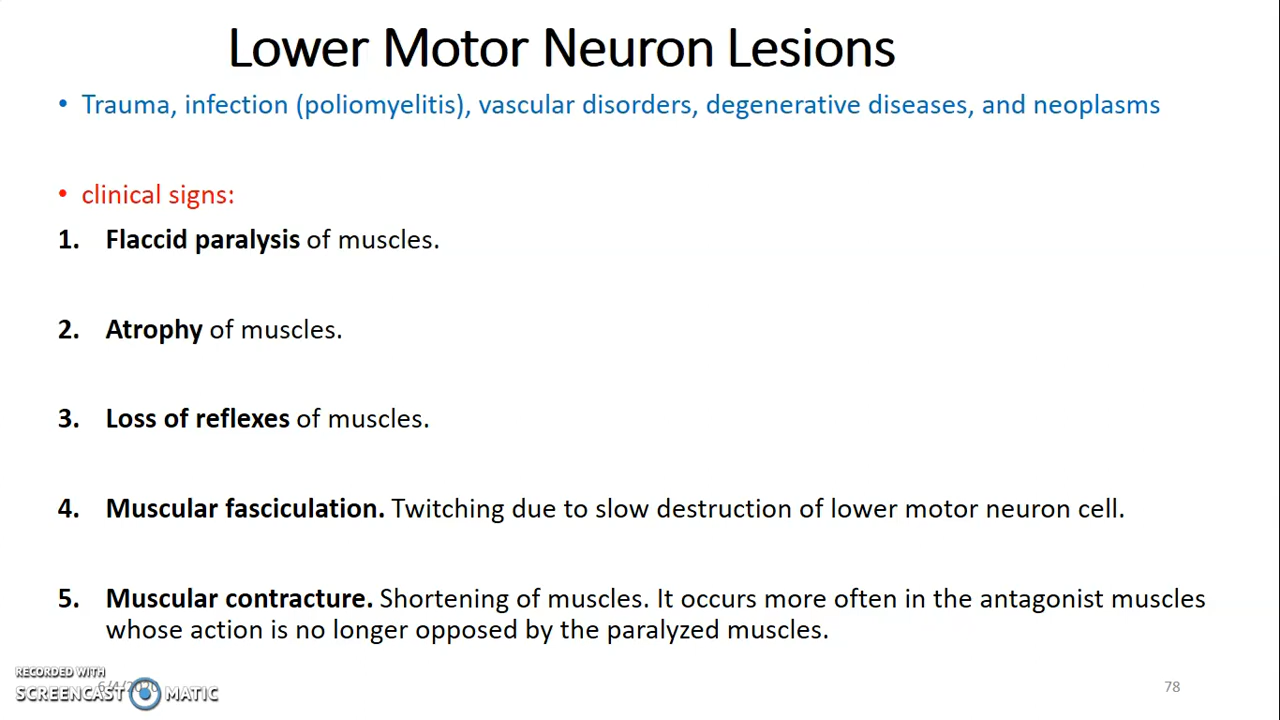 Lower Motor Neuron Lesions
• Trauma, infection (poliomyelitis), vascular disorders, degenerative diseases, and neoplasms
• clinical signs:
1. Flaccid paralysis of muscles.
2. Atrophy of muscles.
3. Loss of reflexes of muscles.
4. Muscular fasciculation. Twitching due to slow destruction of lower motor neuron cell.
5. Muscular contracture. Shortening of muscles. It occurs more often in the antagonist muscles
whose action is no longer opposed by the paralyzed muscles.
RECORDED WITH
SCREENCAST MATIC
78